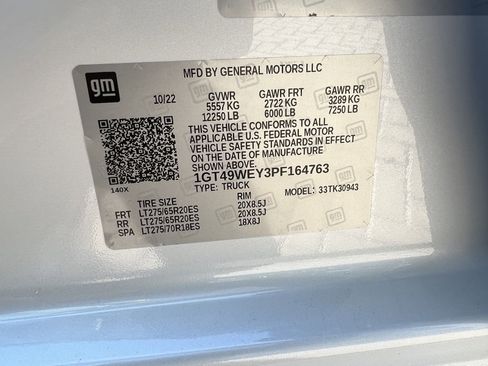 MFD BY GENERAL MOTORS LLC
gm
10/22 GVWR GAWR FRT GAWR RR
5557 KG 2722 KG 3289 KG
12250 LB 6000 LB 7250 LB
THIS VEHICLE CONFORMS TO ALL
APPLICABLE U.S. FEDERAL MOTOR
VEHICLE SAFETY STANDARDS IN EFFECT
ON THE DATE OF MANUFACTURE
SHOWN ABOVE.
1GT49WEY3PF164763
140X TYPE: TRUCK MODEL: 33TK30943
TIRE SIZE RIM
FRT LT275/65R20ES 20X8.5J
RR LT275/65R20ES 20X8.5J
SPA LT275/70R18ES 18X8J